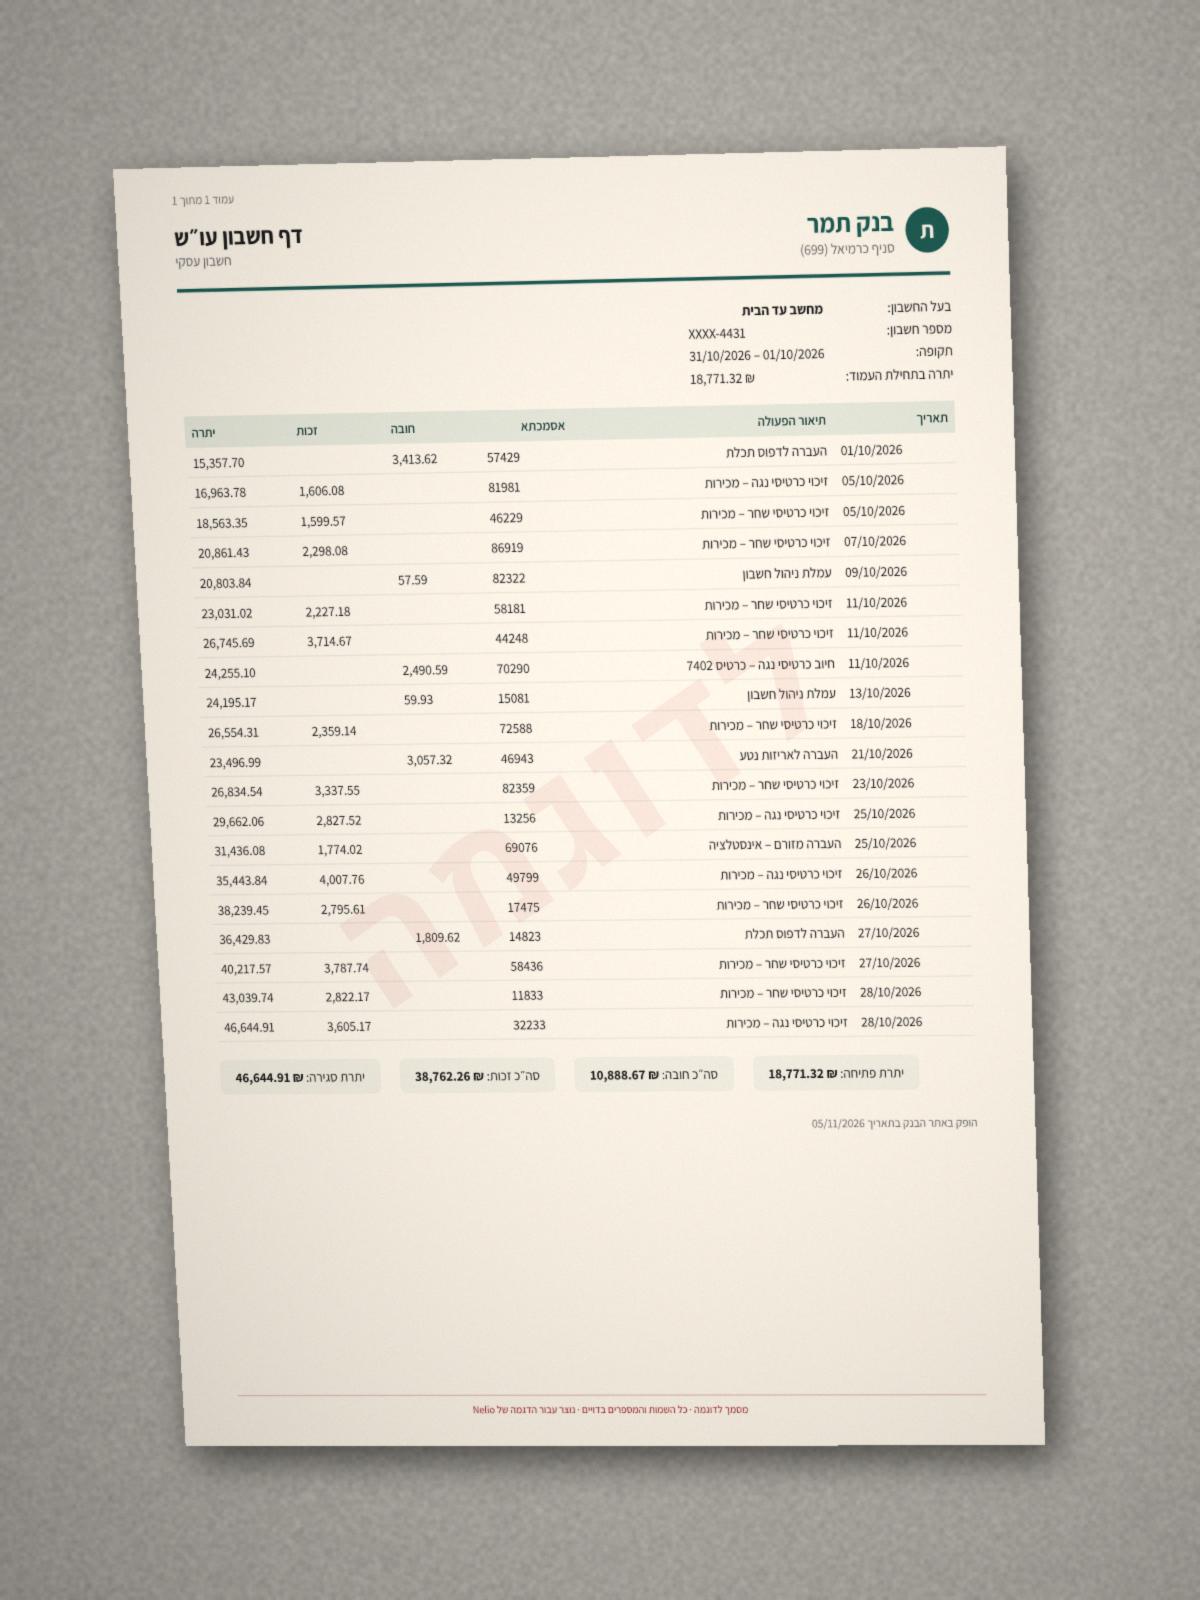 עמוד 1 מתוך 1
ת
בנק תמר
סניף כרמיאל (699)
דף חשבון עו״ש
חשבון עסקי
בעל החשבון: מחשב עד הבית
מספר חשבון: XXXX-4431
תקופה: 01/10/2026 – 31/10/2026
יתרה בתחילת העמוד: ₪ 18,771.32
תאריך תיאור הפעולה אסמכתא חובה זכות יתרה
01/10/2026 העברה לדפוס תכלת 57429 3,413.62 15,357.70
05/10/2026 זיכוי כרטיסי נגה – מכירות 81981 1,606.08 16,963.78
05/10/2026 זיכוי כרטיסי שחר – מכירות 46229 1,599.57 18,563.35
07/10/2026 זיכוי כרטיסי שחר – מכירות 86919 2,298.08 20,861.43
09/10/2026 עמלת ניהול חשבון 82322 57.59 20,803.84
11/10/2026 זיכוי כרטיסי שחר – מכירות 58181 2,227.18 23,031.02
11/10/2026 זיכוי כרטיסי שחר – מכירות 44248 3,714.67 26,745.69
11/10/2026 חיוב כרטיסי נגה – כרטיס 7402 70290 2,490.59 24,255.10
13/10/2026 עמלת ניהול חשבון 15081 59.93 24,195.17
18/10/2026 זיכוי כרטיסי שחר – מכירות 72588 2,359.14 26,554.31
21/10/2026 העברה לאריזות נטע 46943 3,057.32 23,496.99
23/10/2026 זיכוי כרטיסי שחר – מכירות 82359 3,337.55 26,834.54
25/10/2026 זיכוי כרטיסי נגה – מכירות 13256 2,827.52 29,662.06
25/10/2026 העברה מזורם – אינסטלציה 69076 1,774.02 31,436.08
26/10/2026 זיכוי כרטיסי נגה – מכירות 49799 4,007.76 35,443.84
26/10/2026 זיכוי כרטיסי שחר – מכירות 17475 2,795.61 38,239.45
27/10/2026 העברה לדפוס תכלת 14823 1,809.62 36,429.83
27/10/2026 זיכוי כרטיסי שחר – מכירות 58436 3,787.74 40,217.57
28/10/2026 זיכוי כרטיסי שחר – מכירות 11833 2,822.17 43,039.74
28/10/2026 זיכוי כרטיסי נגה – מכירות 32233 3,605.17 46,644.91
לדוגמה
יתרת פתיחה: ₪ 18,771.32 סה״כ חובה: ₪ 10,888.67 סה״כ זכות: ₪ 38,762.26 יתרת סגירה: ₪ 46,644.91
הופק באתר הבנק בתאריך 05/11/2026
מסמך לדוגמה · כל השמות והמספרים בדויים · נוצר עבור הדגמה של Nelio